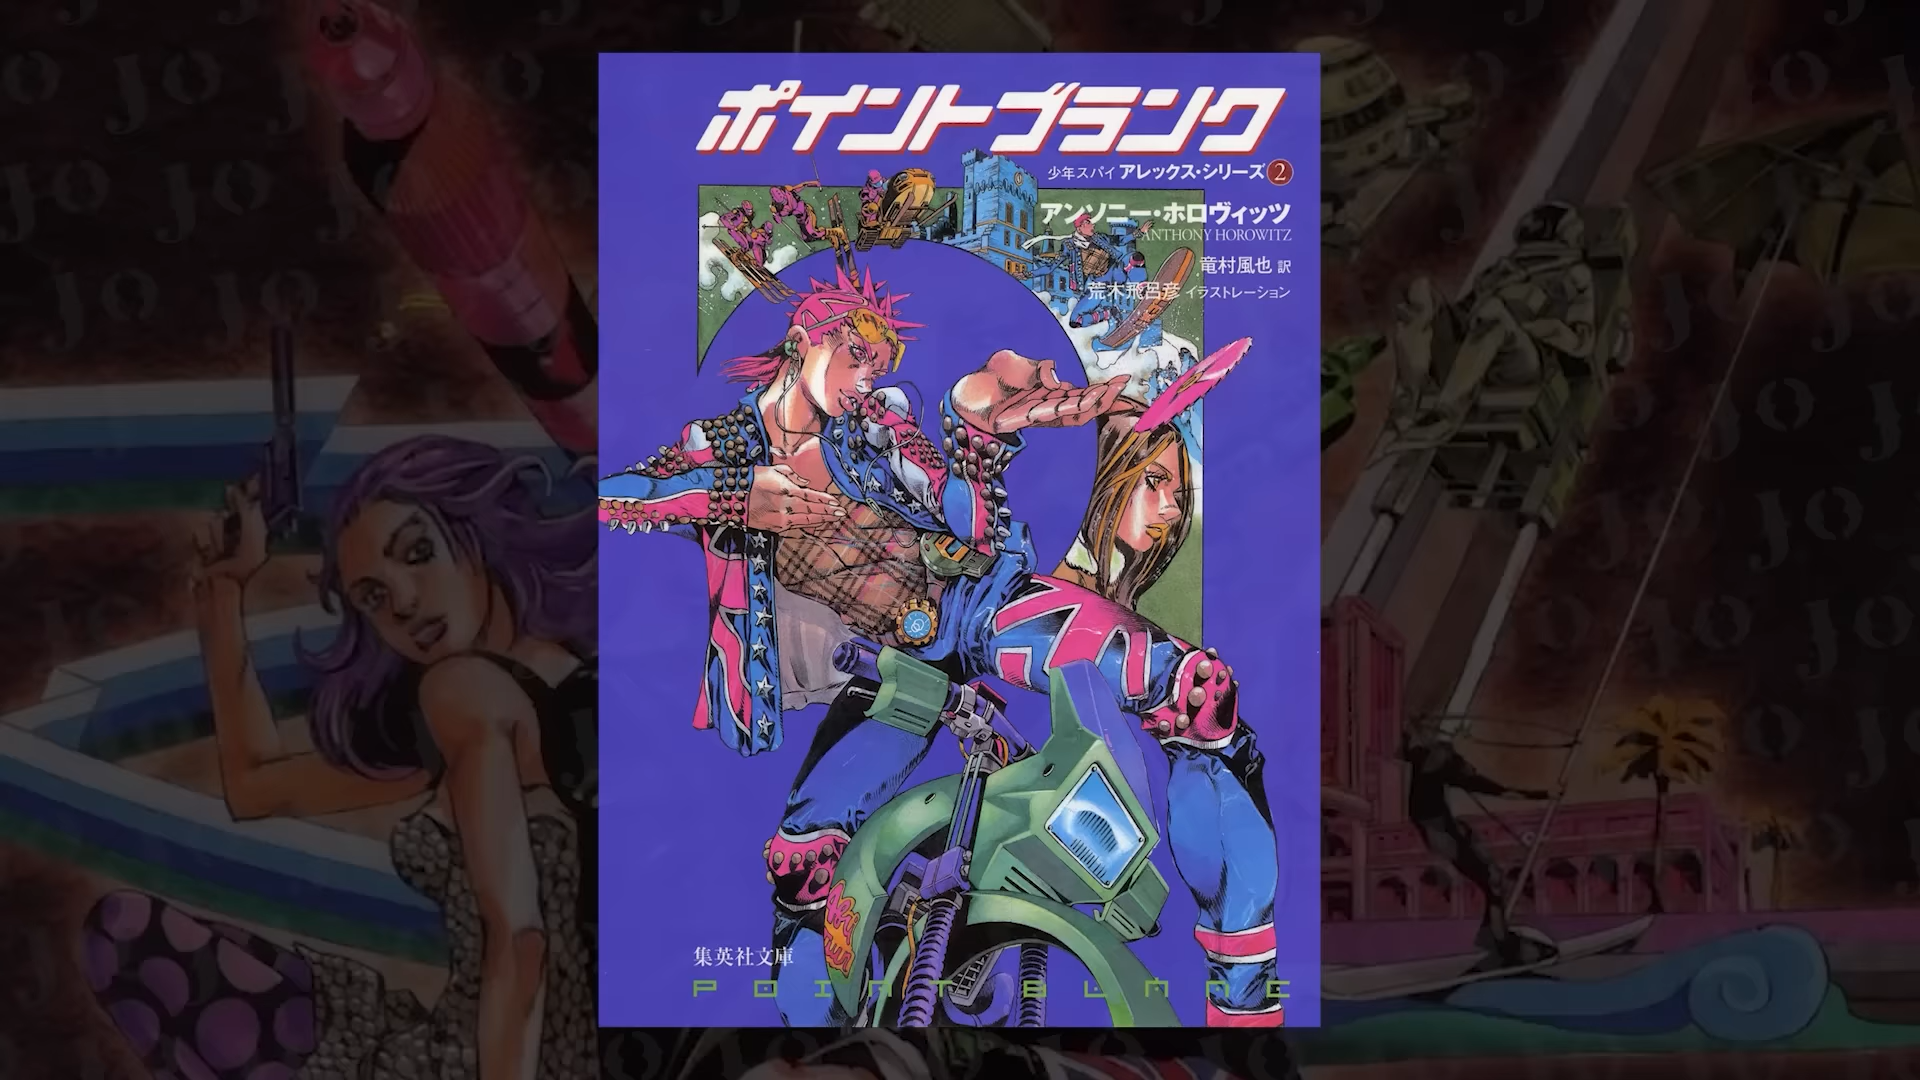 ポイントブランク
少年スパイ アレックス・シリーズ 2
アンソニー・ホロヴィッツ
ANTHONY HOROWITZ
竜村風也 訳
荒木飛呂彦 イラストレーション
集英社文庫
POINT BLANC